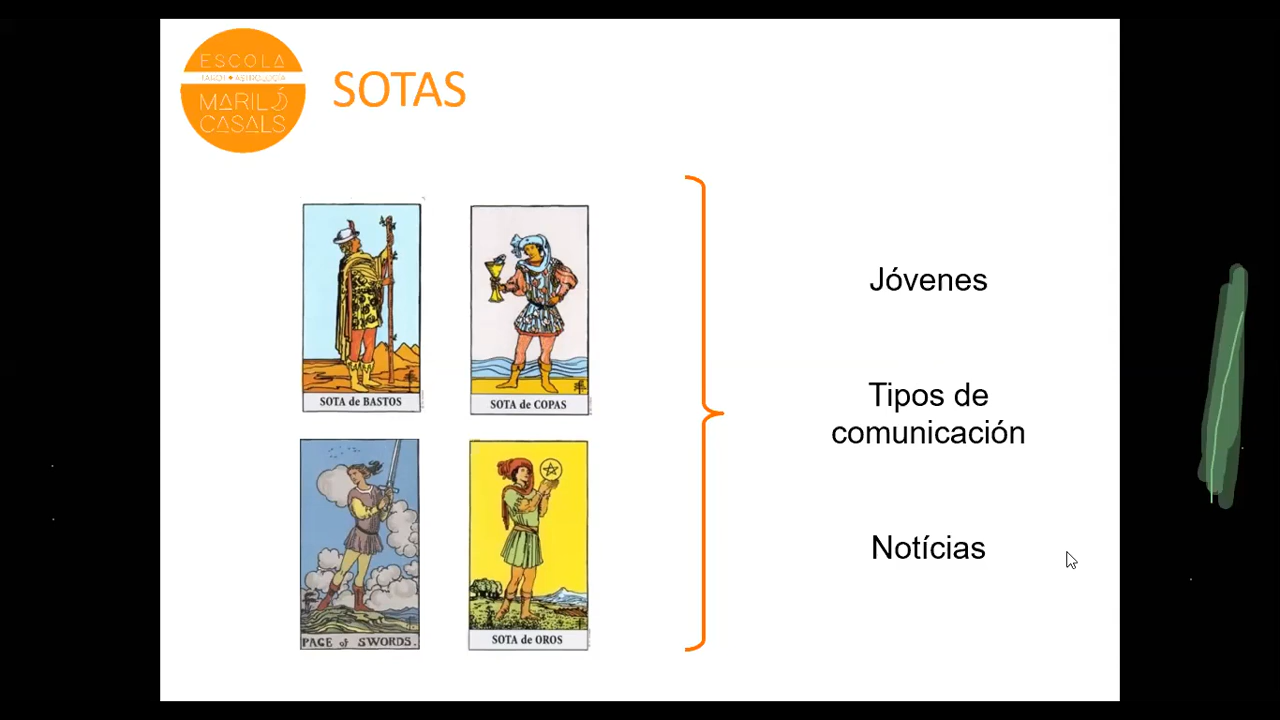 ESCOLA
TAROT • ASTROLOGÍA
MARILÓ
CASALS
SOTAS
SOTA de BASTOS
SOTA de COPAS
PAGE of SWORDS.
SOTA de OROS
Jóvenes
Tipos de
comunicación
Notícias